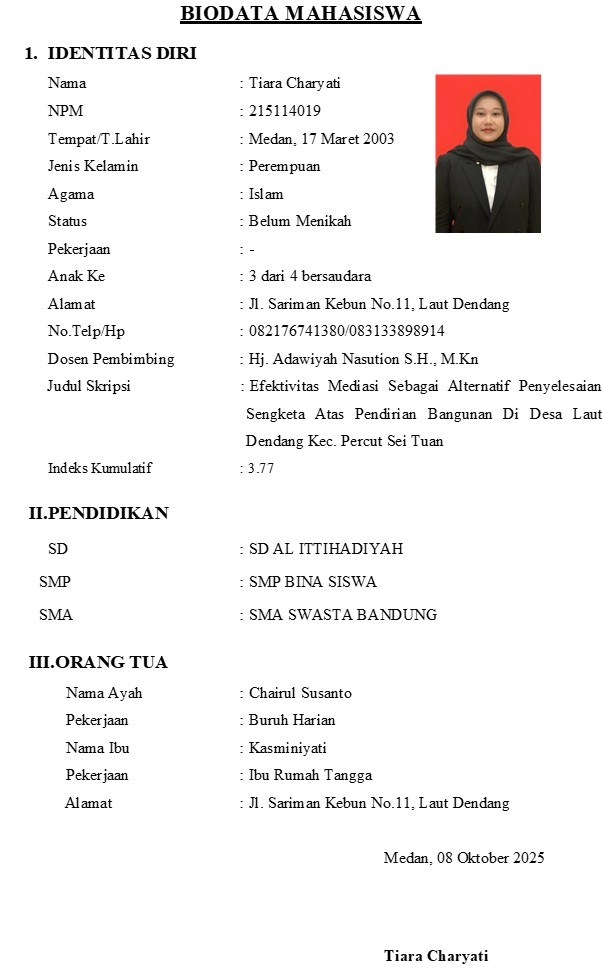 BIODATA MAHASISWA
1. IDENTITAS DIRI
Nama : Tiara Charyati
NPM : 215114019
Tempat/T.Lahir : Medan, 17 Maret 2003
Jenis Kelamin : Perempuan
Agama : Islam
Status : Belum Menikah
Pekerjaan : -
Anak Ke : 3 dari 4 bersaudara
Alamat : Jl. Sariman Kebun No.11, Laut Dendang
No.Telp/Hp : 082176741380/083133898914
Dosen Pembimbing : Hj. Adawiyah Nasution S.H., M.Kn
Judul Skripsi : Efektivitas Mediasi Sebagai Alternatif Penyelesaian
Sengketa Atas Pendirian Bangunan Di Desa Laut
Dendang Kec. Percut Sei Tuan
Indeks Kumulatif : 3.77
II.PENDIDIKAN
SD : SD AL ITTIHADIYAH
SMP : SMP BINA SISWA
SMA : SMA SWASTA BANDUNG
III.ORANG TUA
Nama Ayah : Chairul Susanto
Pekerjaan : Buruh Harian
Nama Ibu : Kasminiyati
Pekerjaan : Ibu Rumah Tangga
Alamat : Jl. Sariman Kebun No.11, Laut Dendang
Medan, 08 Oktober 2025
Tiara Charyati